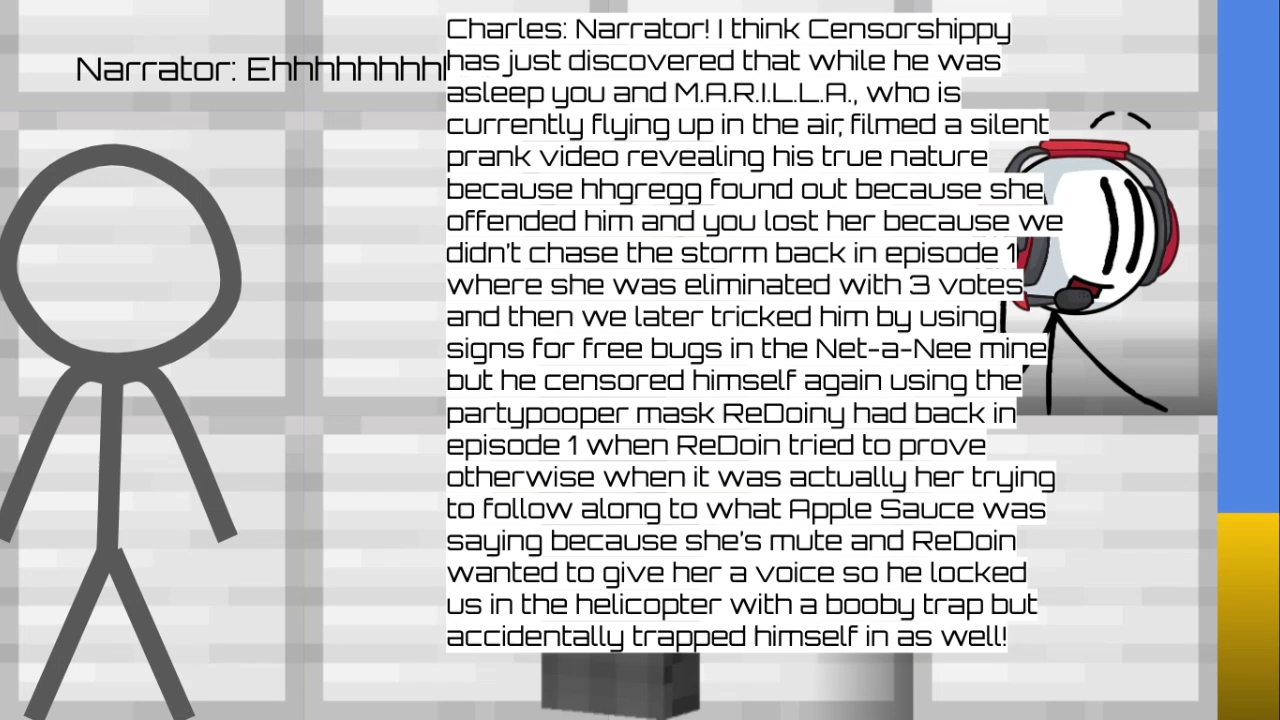 Narrator: Ehhhhhhhhh
Charles: Narrator! I think Censorshippy
has just discovered that while he was
asleep you and M.A.R.I.L.L.A., who is
currently flying up in the air, filmed a silent
prank video revealing his true nature
because hhgregg found out because she
offended him and you lost her because we
didn't chase the storm back in episode 1
where she was eliminated with 3 votes
and then we later tricked him by using
signs for free bugs in the Net-a-Nee mine
but he censored himself again using the
partypooper mask ReDoiny had back in
episode 1 when ReDoin tried to prove
otherwise when it was actually her trying
to follow along to what Apple Sauce was
saying because she's mute and ReDoin
wanted to give her a voice so he locked
us in the helicopter with a booby trap but
accidentally trapped himself in as well!